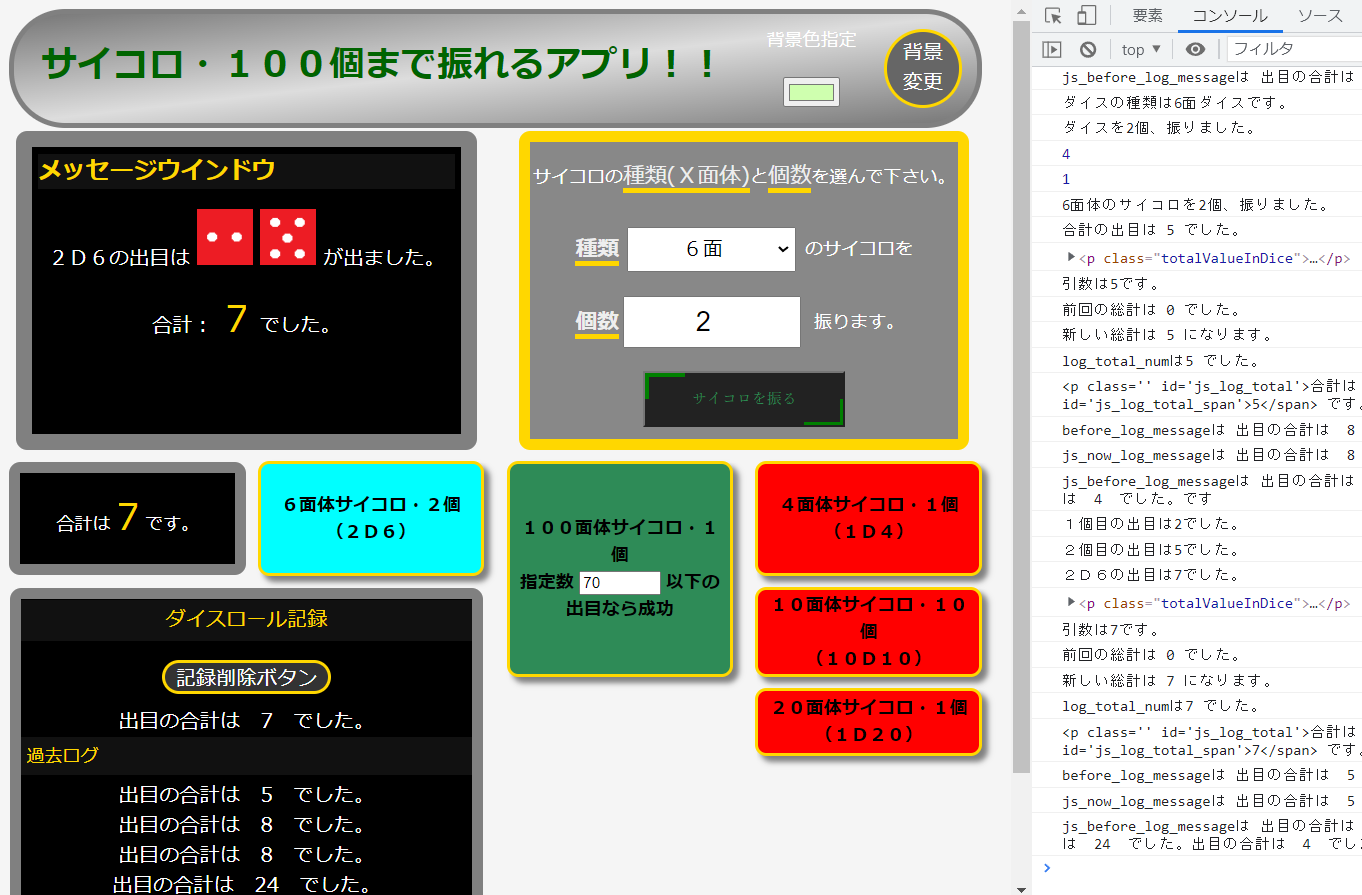 サイコロ・１００個まで振れるアプリ！！
背景色指定
背景
変更
メッセージウインドウ
２Ｄ６の出目は が出ました。
合計： 7 でした。
サイコロの種類(Ｘ面体)と個数を選んで下さい。
種類 ６面 のサイコロを
個数 2 振ります。
サイコロを振る
合計は 7 です。
６面体サイコロ・２個
（２Ｄ６）
１００面体サイコロ・１
個
指定数 70 以下の
出目なら成功
４面体サイコロ・１個
（１Ｄ４）
１０面体サイコロ・１０
個
（１０Ｄ１０）
２０面体サイコロ・１個
（１Ｄ２０）
ダイスロール記録
記録削除ボタン
出目の合計は 7 でした。
過去ログ
出目の合計は 5 でした。
出目の合計は 8 でした。
出目の合計は 8 でした。
出目の合計は 24 でした。
要素 コンソール ソース
top ▼ フィルタ
js_before_log_messageは 出目の合計は
ダイスの種類は6面ダイスです。
ダイスを2個、振りました。
4
1
6面体のサイコロを2個、振りました。
合計の出目は 5 でした。
▶<p class="totalValueInDice">…</p>
引数は5です。
前回の総計は 0 でした。
新しい総計は 5 になります。
log_total_numは5 でした。
<p class='' id='js_log_total'>合計は
id='js_log_total_span'>5</span> です。
before_log_messageは 出目の合計は 8
js_now_log_messageは 出目の合計は 8
js_before_log_messageは 出目の合計は
は 4 でした。です
１個目の出目は2でした。
２個目の出目は5でした。
２Ｄ６の出目は7でした。
▶<p class="totalValueInDice">…</p>
引数は7です。
前回の総計は 0 でした。
新しい総計は 7 になります。
log_total_numは7 でした。
<p class='' id='js_log_total'>合計は
id='js_log_total_span'>7</span> です。
before_log_messageは 出目の合計は 5
js_now_log_messageは 出目の合計は 5
js_before_log_messageは 出目の合計は
は 24 でした。出目の合計は 4 でし